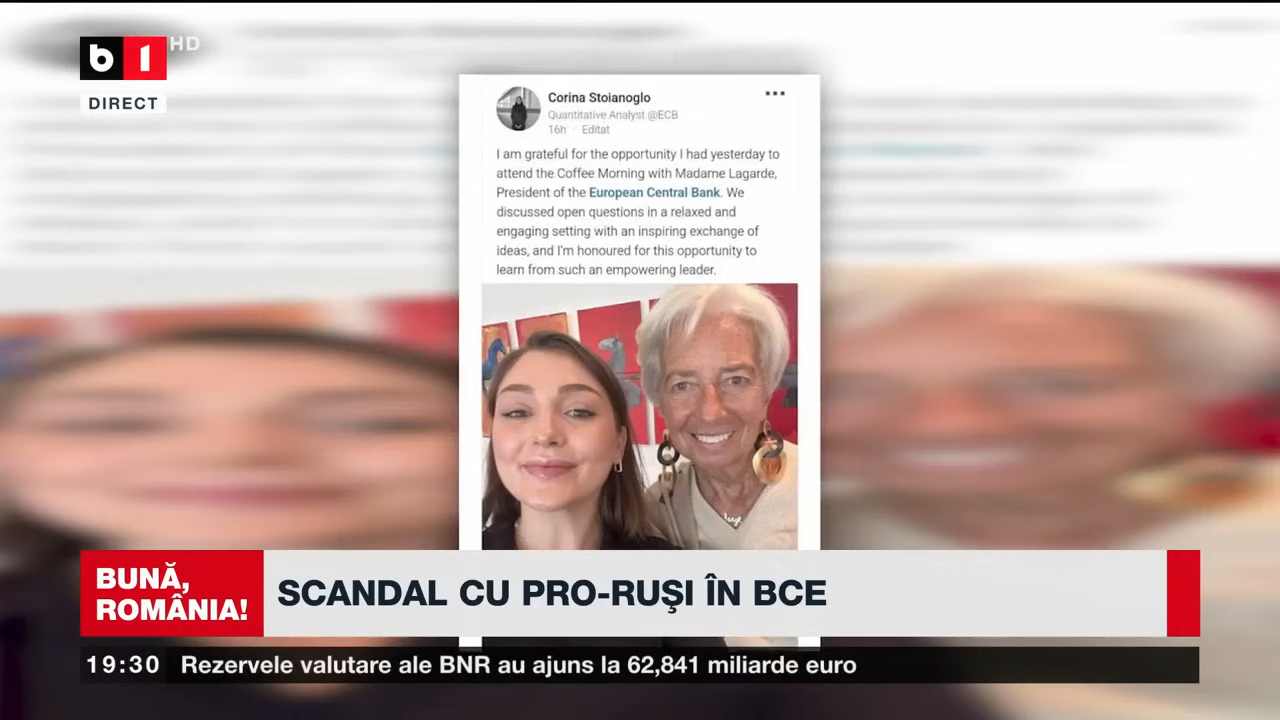 b1 HD
DIRECT
Corina Stoianoglo
Quantitative Analyst @ECB
16h · Editat
I am grateful for the opportunity I had yesterday to
attend the Coffee Morning with Madame Lagarde,
President of the European Central Bank. We
discussed open questions in a relaxed and
engaging setting with an inspiring exchange of
ideas, and I'm honoured for this opportunity to
learn from such an empowering leader.
BUNĂ,
ROMÂNIA!
SCANDAL CU PRO-RUŞI ÎN BCE
19:30 Rezervele valutare ale BNR au ajuns la 62,841 miliarde euro